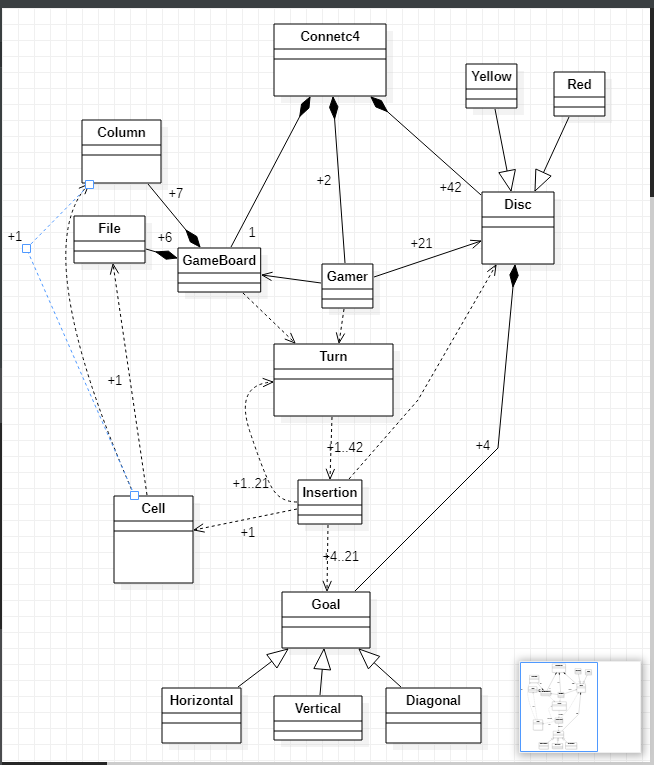 Connetc4
Yellow
Red
Column
+2
+7
+42
Disc
File
+1
+6
1
+21
GameBoard
Gamer
Turn
+1
+1..42
+4
+1..21
Insertion
Cell
+1
+4..21
Goal
Horizontal
Vertical
Diagonal